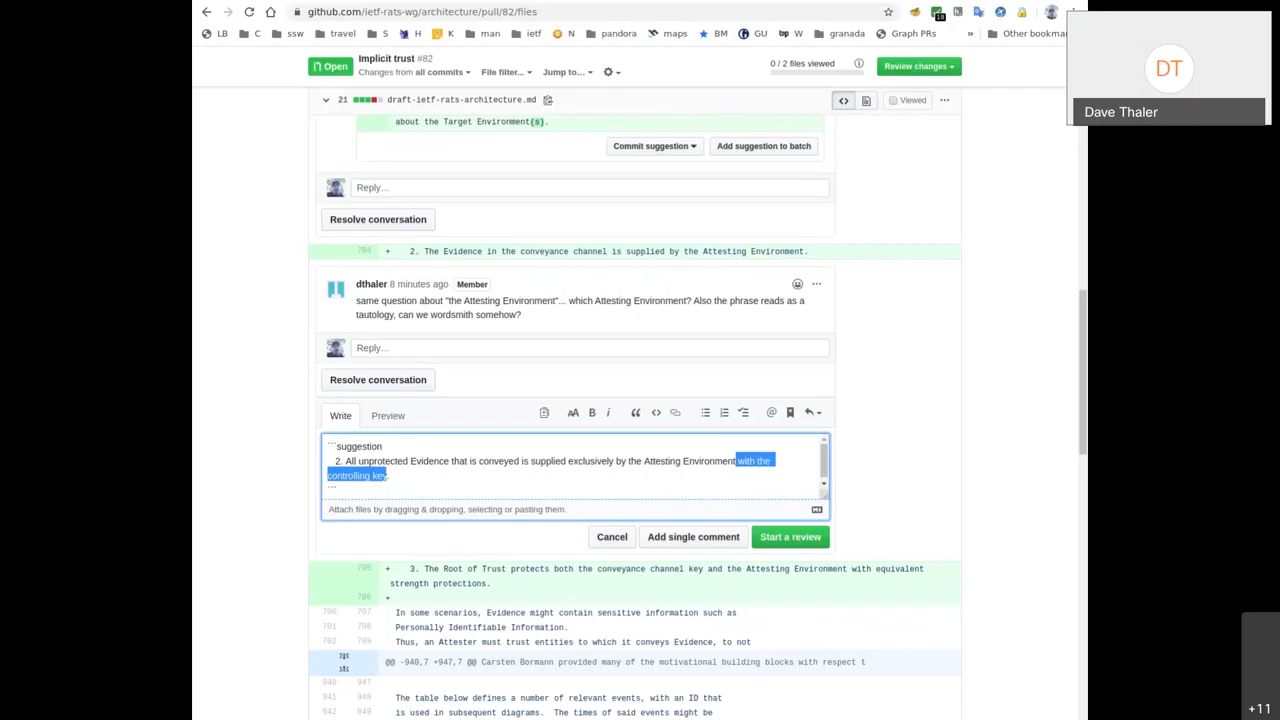 github.com/ietf-rats-wg/architecture/pull/82/files
18
LB C ssw travel S H K man ietf N pandora maps BM GU Wp granada Graph PRs » Other bookmar
DT
Dave Thaler
Open
Implicit trust #82
Changes from all commits File filter... Jump to...
0 / 2 files viewed
Review changes
21 draft-ietf-rats-architecture.md
Viewed
about the Target Environment(s).
Commit suggestion Add suggestion to batch
Reply...
Resolve conversation
704 + 2. The Evidence in the conveyance channel is supplied by the Attesting Environment.
dthaler 8 minutes ago Member
same question about "the Attesting Environment"... which Attesting Environment? Also the phrase reads as a
tautology, can we wordsmith somehow?
Reply...
Resolve conversation
Write Preview
```suggestion
2. All unprotected Evidence that is conveyed is supplied exclusively by the Attesting Environment with the
controlling key.
```
Attach files by dragging & dropping, selecting or pasting them.
Cancel Add single comment Start a review
705 + 3. The Root of Trust protects both the conveyance channel key and the Attesting Environment with equivalent
strength protections.
706 +
700 707 In some scenarios, Evidence might contain sensitive information such as
701 708 Personally Identifiable Information.
702 709 Thus, an Attester must trust entities to which it conveys Evidence, to not
@@ -940,7 +947,7 @@ Carsten Bormann provided many of the motivational building blocks with respect t
940 947
941 948 The table below defines a number of relevant events, with an ID that
942 949 is used in subsequent diagrams. The times of said events might be
+11